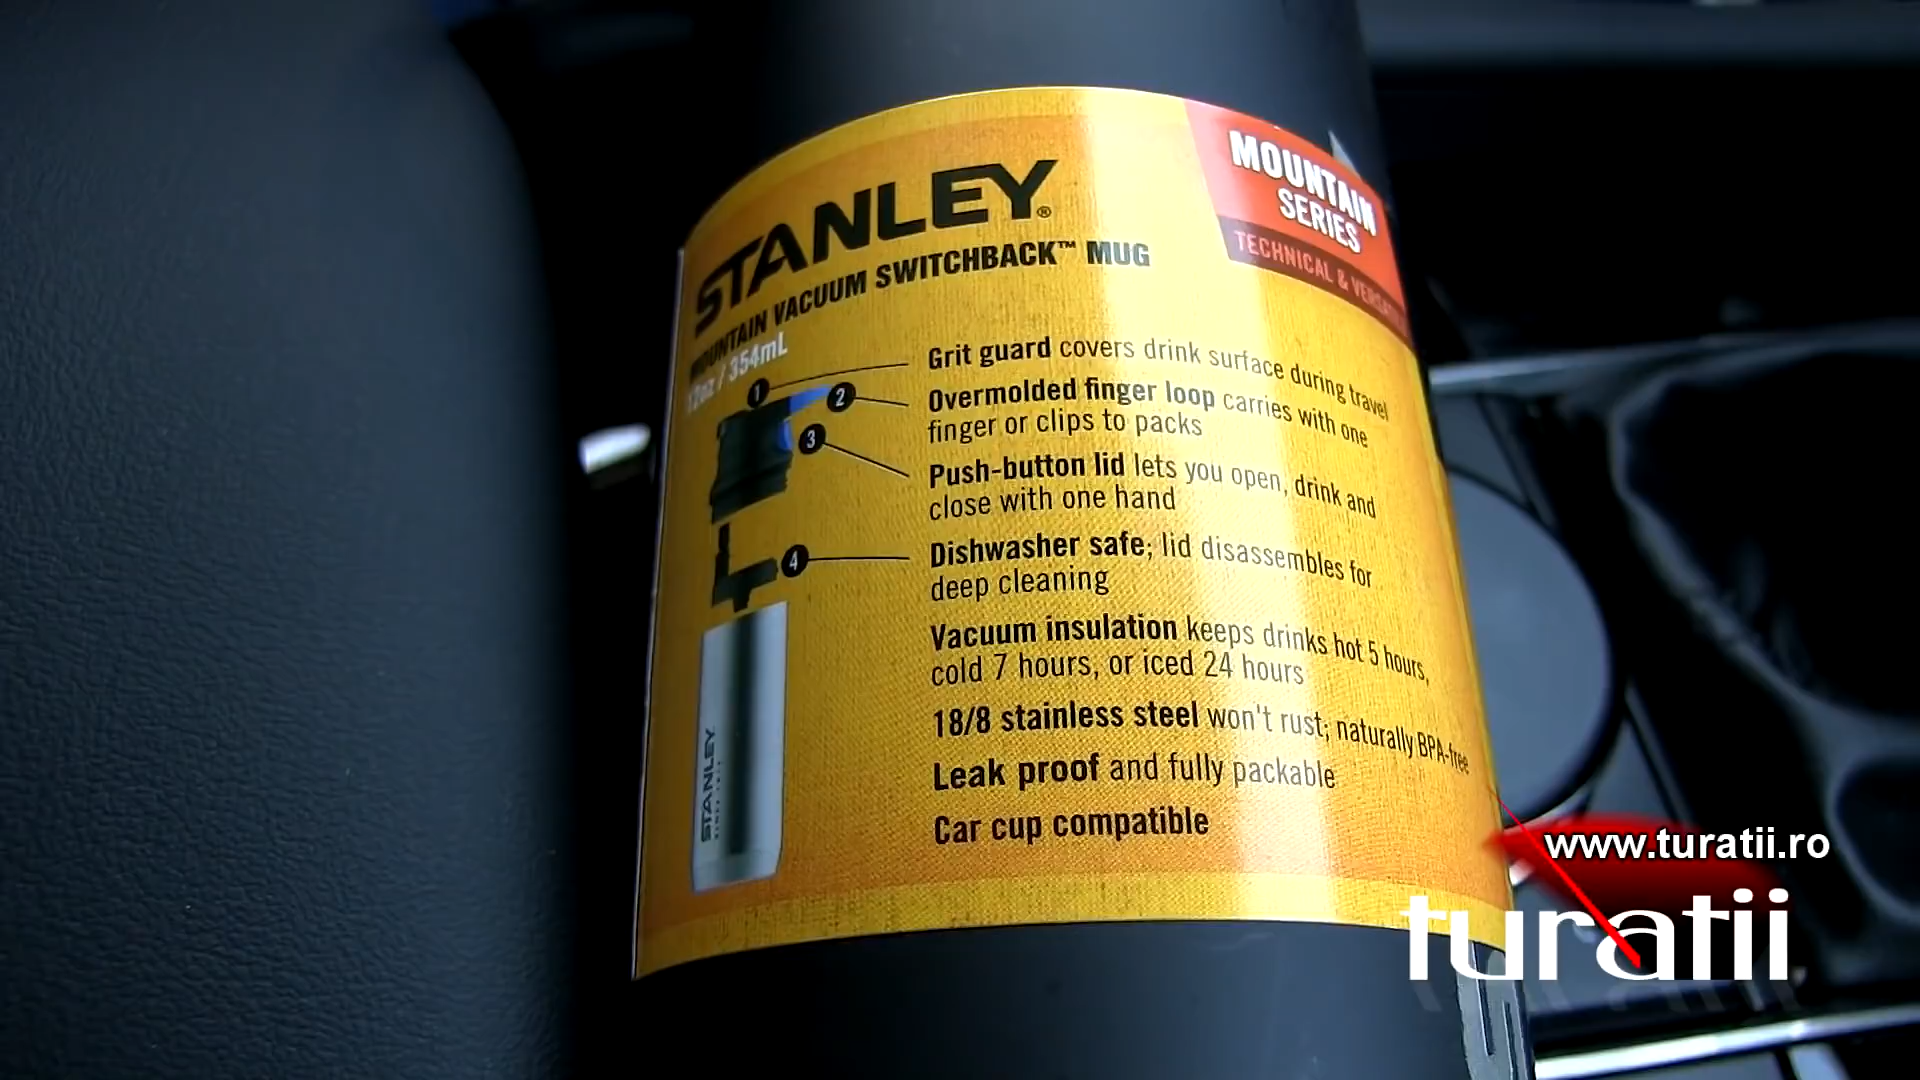 STANLEY®
MOUNTAIN VACUUM SWITCHBACK™ MUG
12oz / 354mL
MOUNTAIN
SERIES
TECHNICAL &
1
2
3
4
Grit guard covers drink surface during travel
Overmolded finger loop carries with one
finger or clips to packs
Push-button lid lets you open, drink and
close with one hand
Dishwasher safe; lid disassembles for
deep cleaning
Vacuum insulation keeps drinks hot 5 hours,
cold 7 hours, or iced 24 hours
18/8 stainless steel won't rust; naturally BPA-free
Leak proof and fully packable
Car cup compatible
STANLEY
www.turatii.ro
turatii